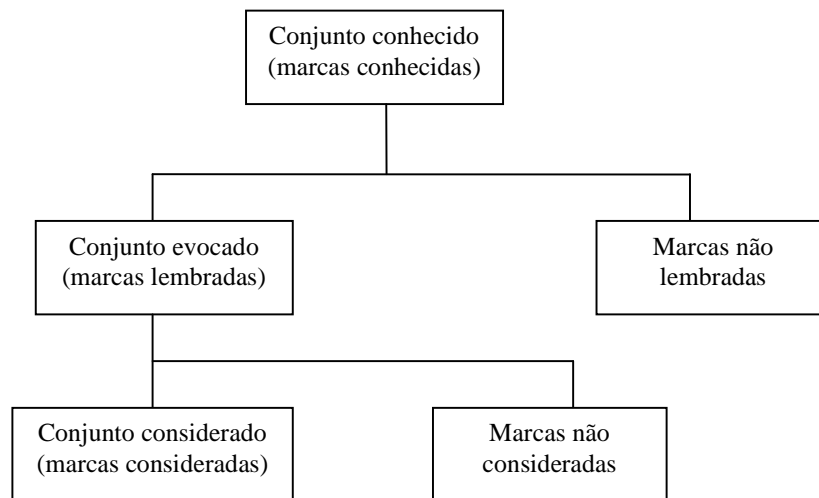 Conjunto conhecido
(marcas conhecidas)
Conjunto evocado
(marcas lembradas)
Marcas não
lembradas
Conjunto considerado
(marcas consideradas)
Marcas não
consideradas